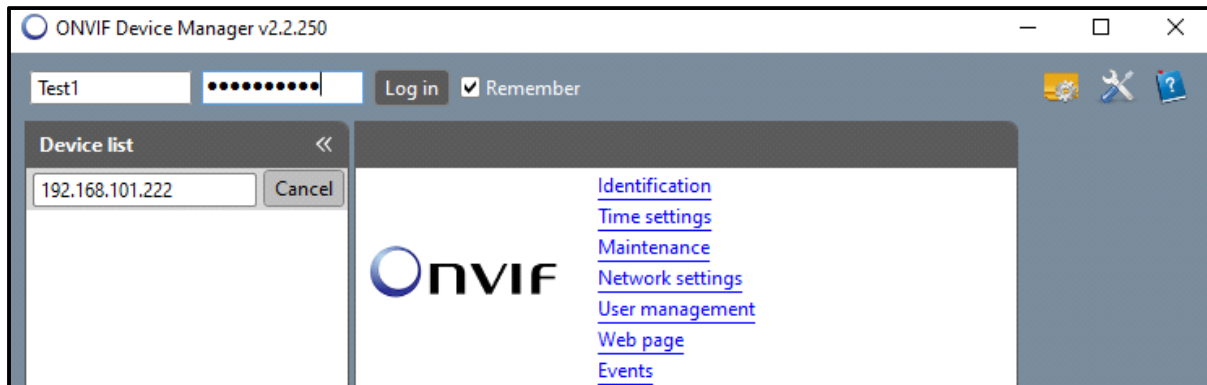 ONVIF Device Manager v2.2.250
Test1 •••••••••• Log in Remember
Device list
192.168.101.222 Cancel
Identification
Time settings
Maintenance
ONVIF Network settings
User management
Web page
Events